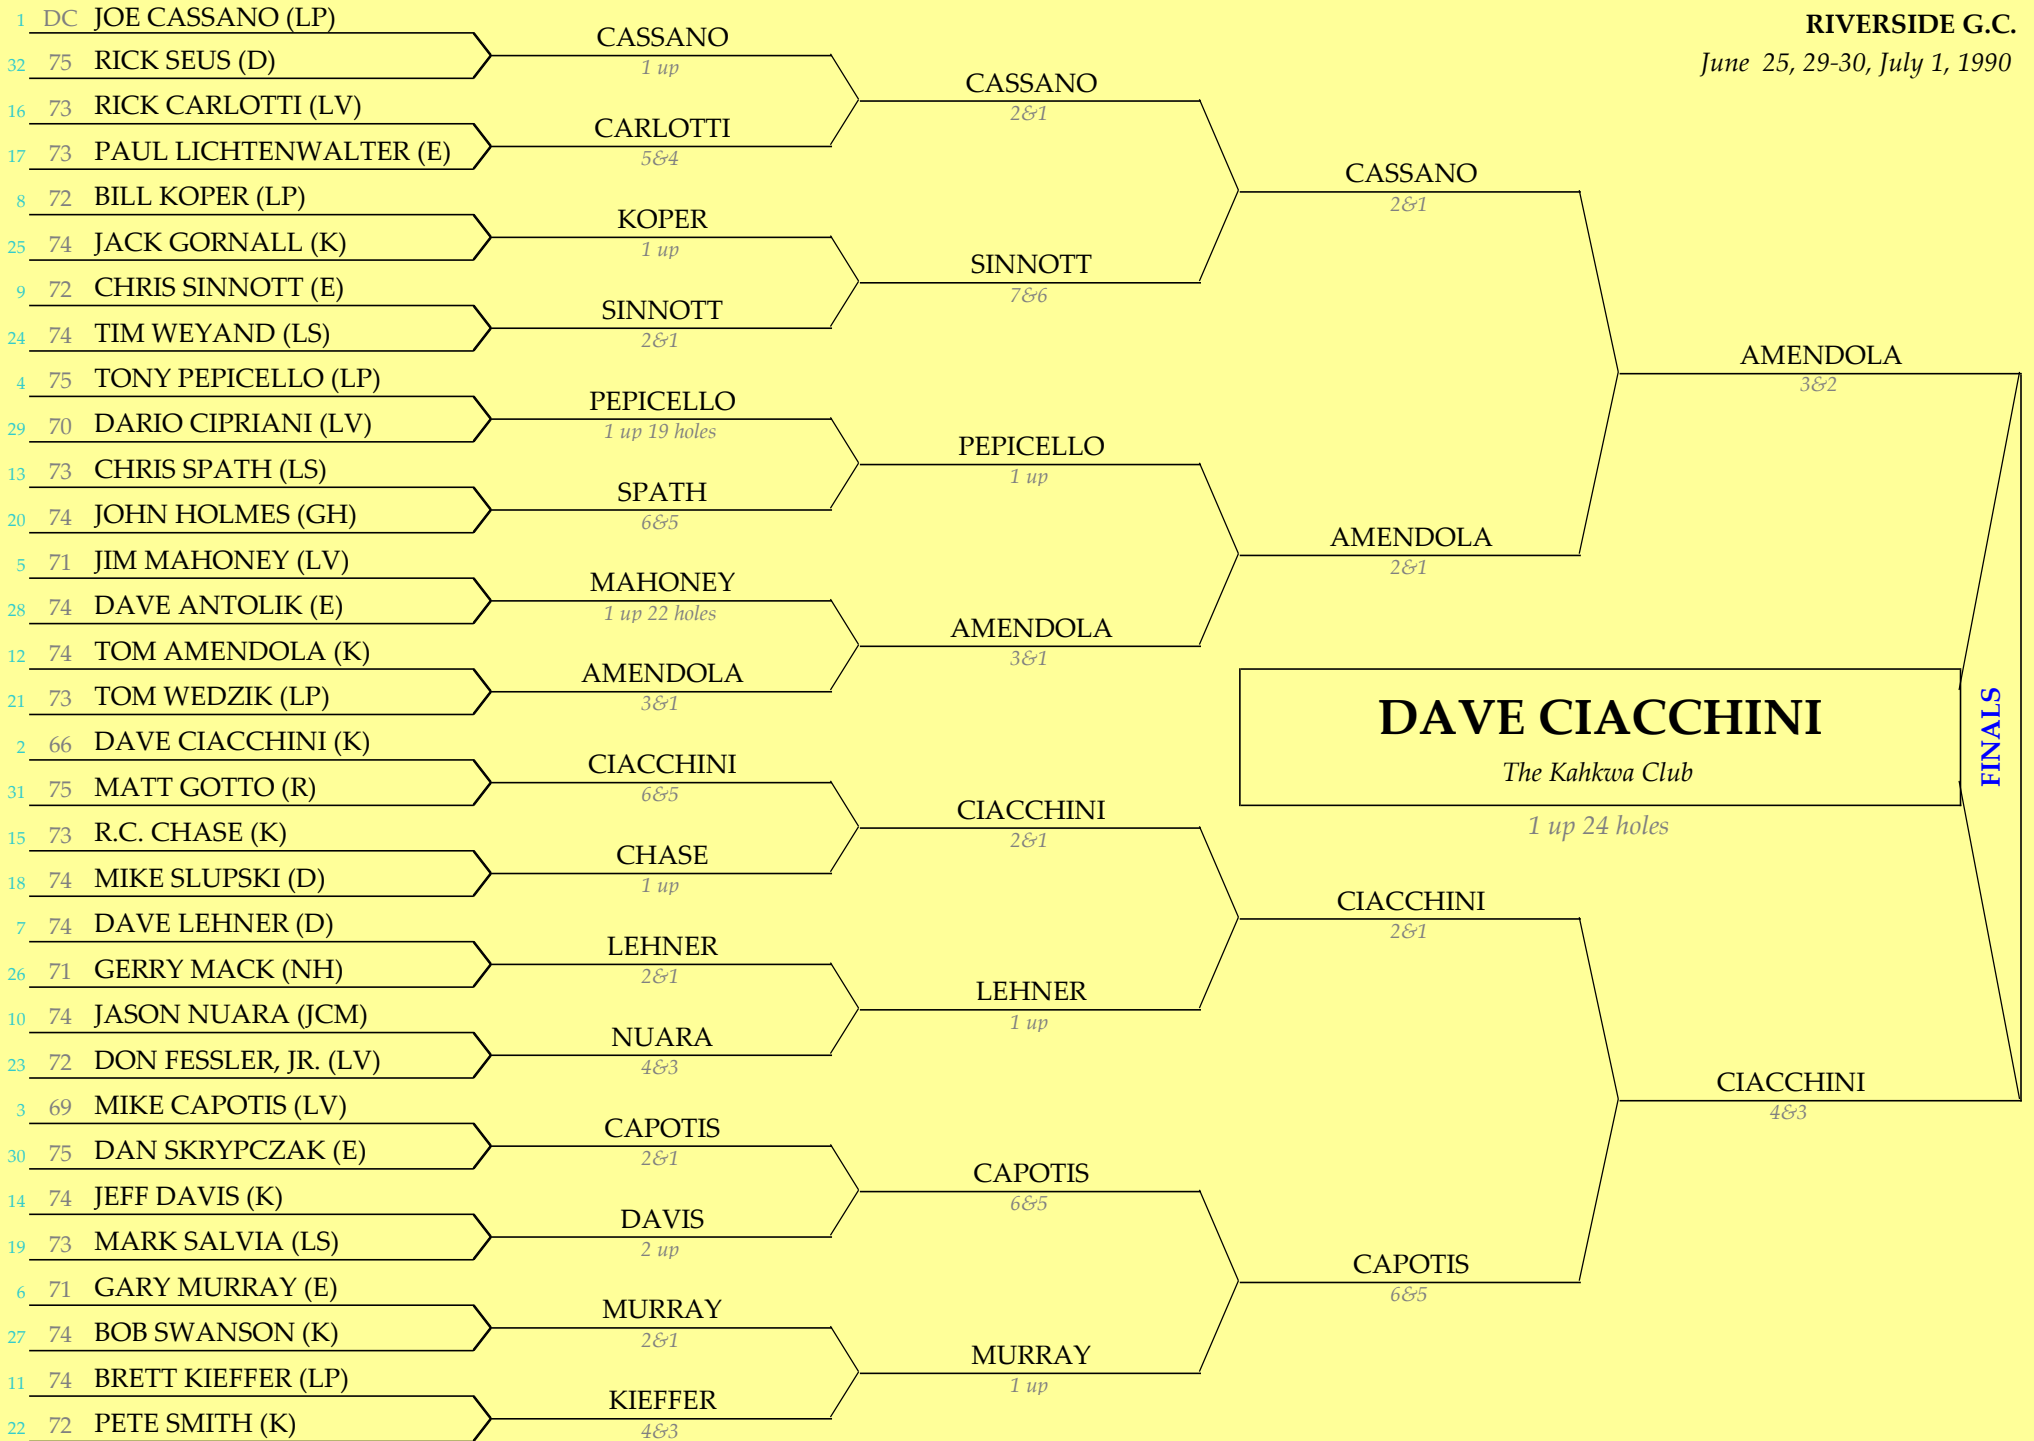 RIVERSIDE G.C.
June 25, 29-30, July 1, 1990
1 DC JOE CASSANO (LP)
32 75 RICK SEUS (D)
16 73 RICK CARLOTTI (LV)
17 73 PAUL LICHTENWALTER (E)
8 72 BILL KOPER (LP)
25 74 JACK GORNALL (K)
9 72 CHRIS SINNOTT (E)
24 74 TIM WEYAND (LS)
4 75 TONY PEPICELLO (LP)
29 70 DARIO CIPRIANI (LV)
13 73 CHRIS SPATH (LS)
20 74 JOHN HOLMES (GH)
5 71 JIM MAHONEY (LV)
28 74 DAVE ANTOLIK (E)
12 74 TOM AMENDOLA (K)
21 73 TOM WEDZIK (LP)
2 66 DAVE CIACCHINI (K)
31 75 MATT GOTTO (R)
15 73 R.C. CHASE (K)
18 74 MIKE SLUPSKI (D)
7 74 DAVE LEHNER (D)
26 71 GERRY MACK (NH)
10 74 JASON NUARA (JCM)
23 72 DON FESSLER, JR. (LV)
3 69 MIKE CAPOTIS (LV)
30 75 DAN SKRYPCZAK (E)
14 74 JEFF DAVIS (K)
19 73 MARK SALVIA (LS)
6 71 GARY MURRAY (E)
27 74 BOB SWANSON (K)
11 74 BRETT KIEFFER (LP)
22 72 PETE SMITH (K)
CASSANO
1 up
CARLOTTI
5&4
KOPER
1 up
SINNOTT
2&1
PEPICELLO
1 up 19 holes
SPATH
6&5
MAHONEY
1 up 22 holes
AMENDOLA
3&1
CIACCHINI
6&5
CHASE
1 up
LEHNER
2&1
NUARA
4&3
CAPOTIS
2&1
DAVIS
2 up
MURRAY
2&1
KIEFFER
4&3
CASSANO
2&1
SINNOTT
7&6
PEPICELLO
1 up
AMENDOLA
3&1
CIACCHINI
2&1
LEHNER
1 up
CAPOTIS
6&5
MURRAY
1 up
CASSANO
2&1
AMENDOLA
2&1
CIACCHINI
2&1
CAPOTIS
6&5
AMENDOLA
3&2
CIACCHINI
4&3
FINALS
DAVE CIACCHINI
The Kahkwa Club
1 up 24 holes